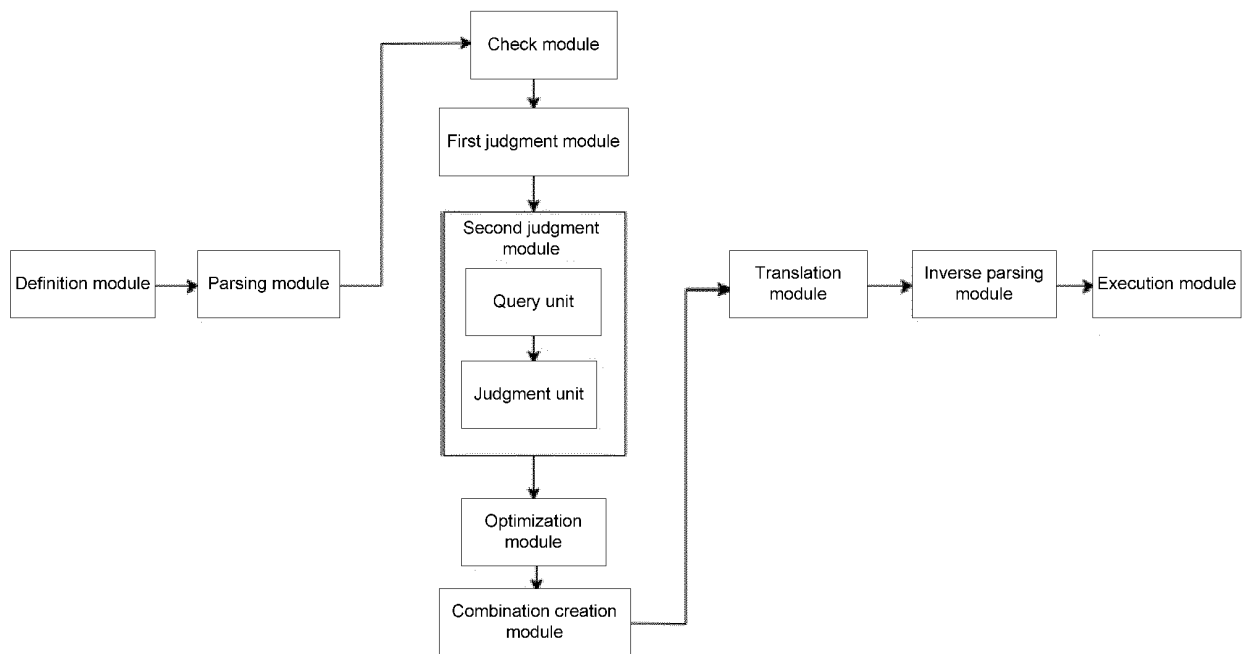 Definition module
Parsing module
Check module
First judgment module
Second judgment
module
Query unit
Judgment unit
Optimization
module
Combination creation
module
Translation
module
Inverse parsing
module
Execution module